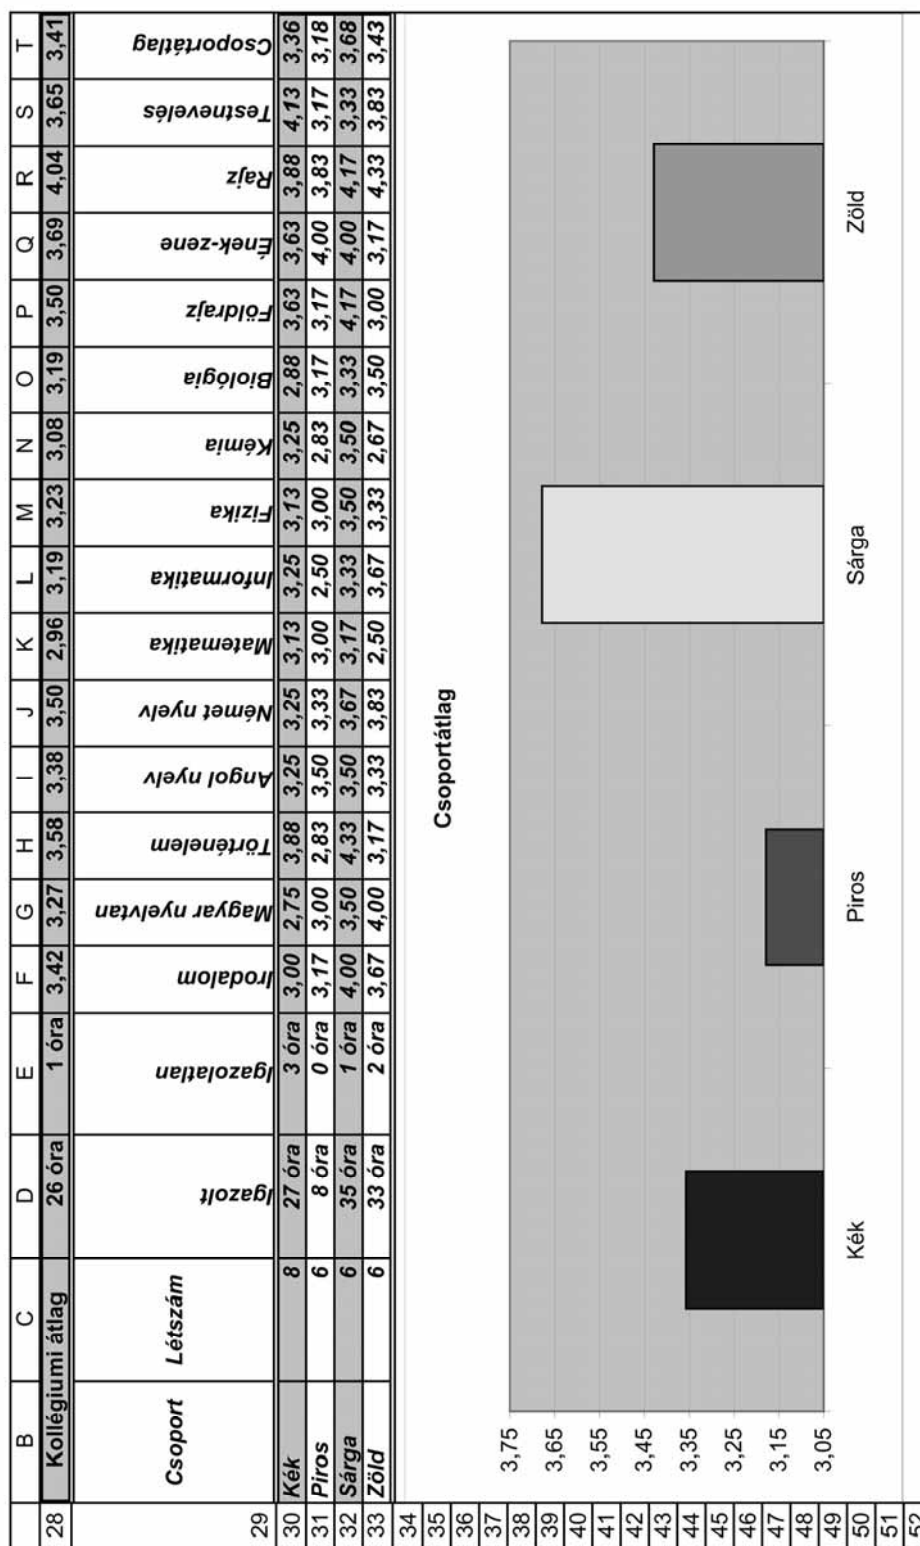 B C D E F G H I J K L M N O P Q R S T
28 Kollégiumi átlag 26 óra 1 óra 3,42 3,27 3,58 3,38 3,50 2,96 3,19 3,23 3,08 3,19 3,50 3,69 4,04 3,65 3,41
29 Csoport Létszám Igazolt Igazolatlan Irodalom Magyar nyelvtan Történelem Angol nyelv Német nyelv Matematika Informatika Fizika Kémia Biológia Földrajz Ének-zene Rajz Testnevelés Csoportátlag
30 Kék 8 27 óra 3 óra 3,00 2,75 3,88 3,25 3,25 3,13 3,25 3,13 3,25 2,88 3,63 3,63 3,88 4,13 3,36
31 Piros 6 8 óra 0 óra 3,17 3,00 2,83 3,50 3,33 3,00 2,50 3,00 2,83 3,17 3,17 4,00 3,83 3,17 3,18
32 Sárga 6 35 óra 1 óra 4,00 3,50 4,33 3,50 3,67 3,17 3,33 3,50 3,50 3,33 4,17 4,00 4,17 3,33 3,68
33 Zöld 6 33 óra 2 óra 3,67 4,00 3,17 3,33 3,83 2,50 3,67 3,33 2,67 3,50 3,00 3,17 4,33 3,83 3,43
34
35 Csoportátlag
36
37
38 3,75
39 3,65
40
41 3,55
42
43 3,45
44 3,35
45
46 3,25
47 3,15
48
49 3,05
50 Kék Piros Sárga Zöld
51
52